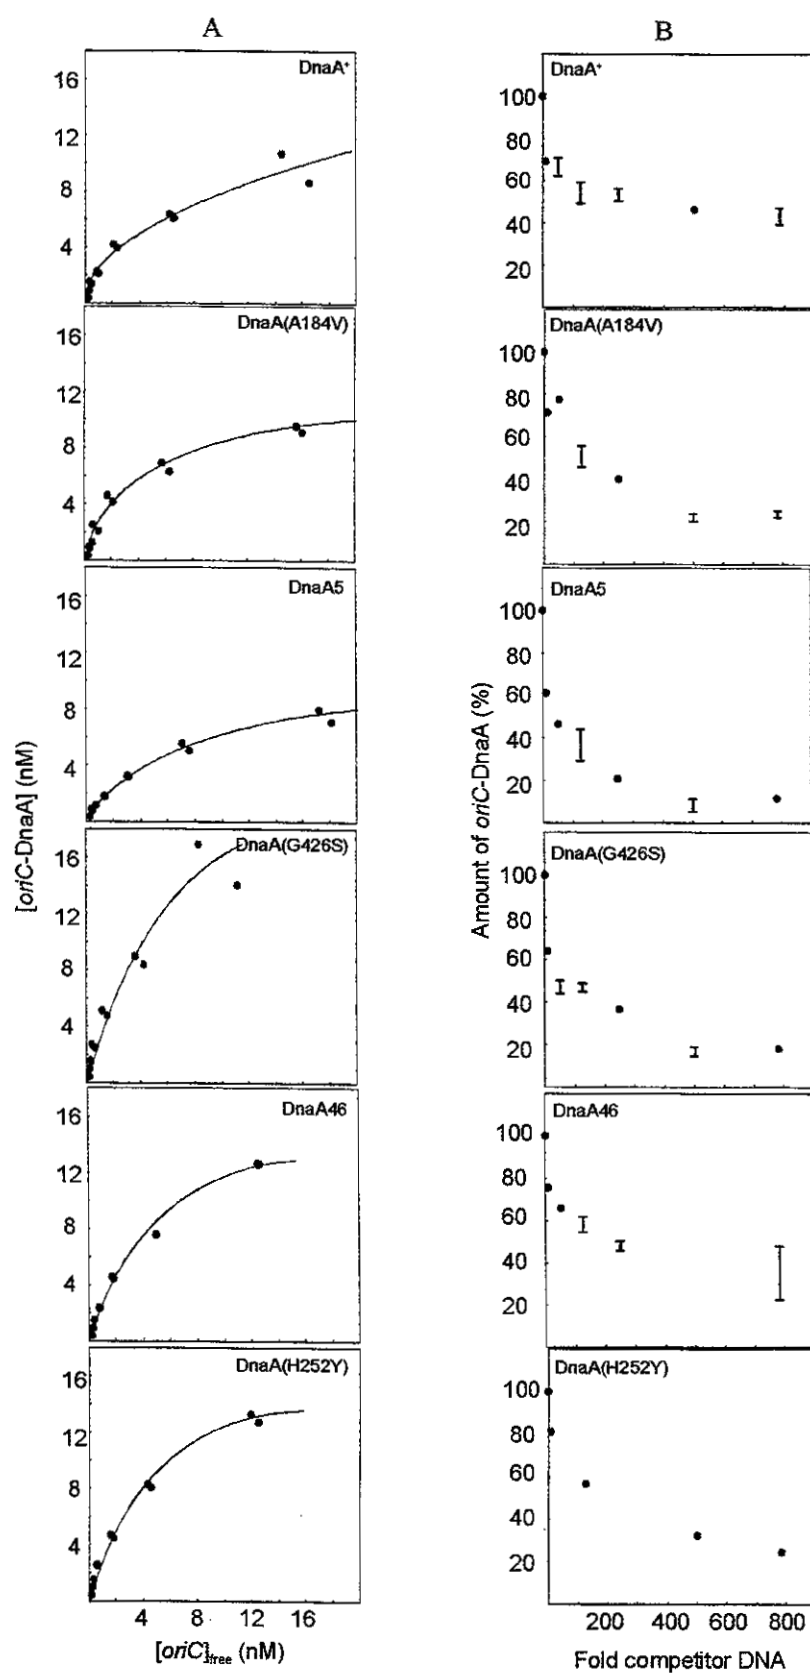 A
DnaA+
16
12
8
4
DnaA(A184V)
16
12
8
4
DnaA5
16
12
8
4
DnaA(G426S)
16
12
8
4
DnaA46
16
12
8
4
DnaA(H252Y)
16
12
8
4
4 8 12 16
[oriC]free (nM)
[oriC-DnaA] (nM)
B
DnaA+
100
80
60
40
20
DnaA(A184V)
100
80
60
40
20
DnaA5
100
80
60
40
20
DnaA(G426S)
100
80
60
40
20
DnaA46
100
80
60
40
20
DnaA(H252Y)
100
80
60
40
20
200 400 600 800
Fold competitor DNA
Amount of oriC-DnaA (%)